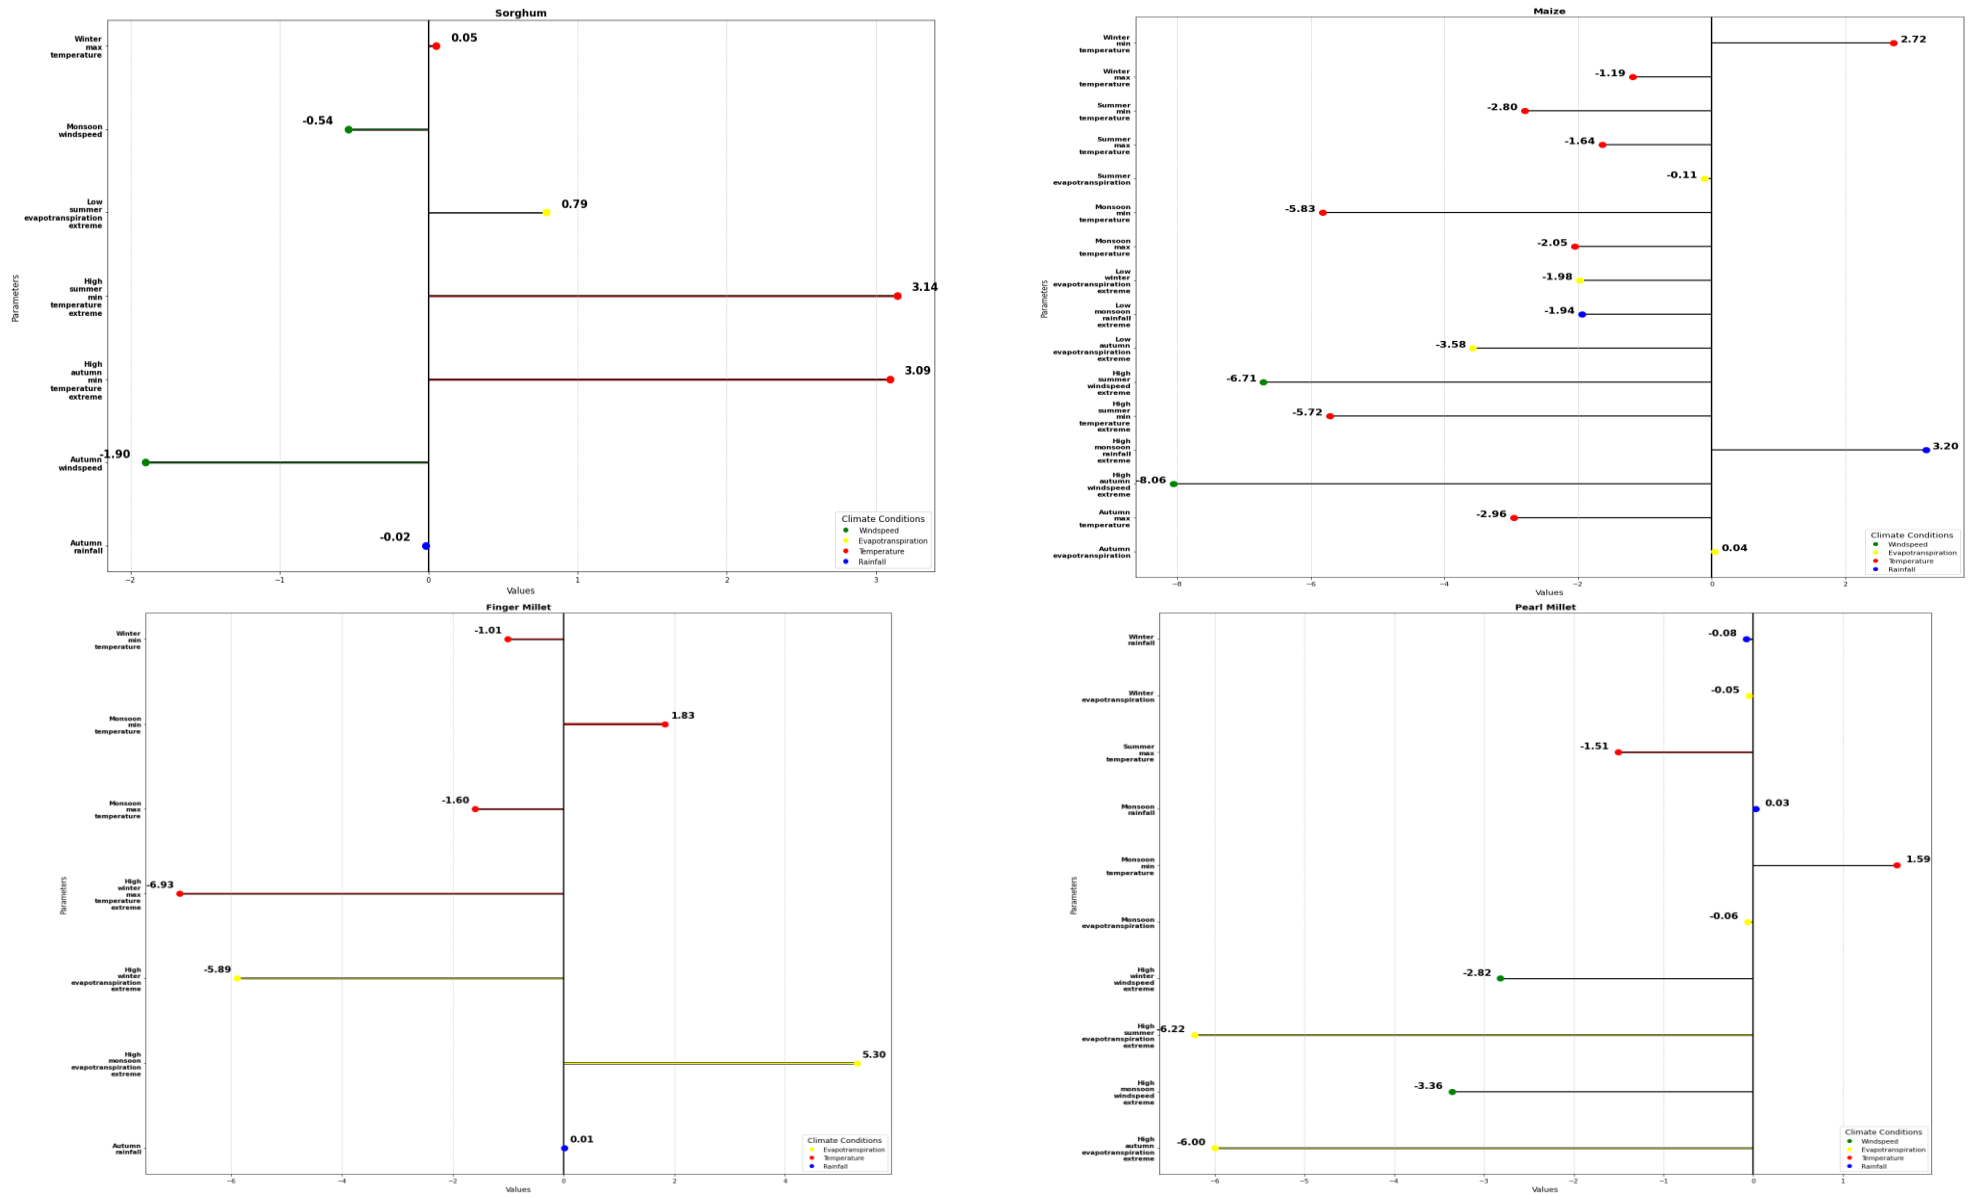 Sorghum
Winter
max
temperature
0.05
Monsoon
windspeed
-0.54
Low
summer
evapotranspiration
extreme
0.79
High
summer
min
temperature
extreme
3.14
High
autumn
min
temperature
extreme
3.09
Autumn
windspeed
-1.90
Autumn
rainfall
-0.02
Parameters
Climate Conditions
Windspeed
Evapotranspiration
Temperature
Rainfall
−2 −1 0 1 2 3
Values
Maize
Winter
min
temperature
2.72
Winter
max
temperature
-1.19
Summer
min
temperature
-2.80
Summer
max
temperature
-1.64
Summer
evapotranspiration
-0.11
Monsoon
min
temperature
-5.83
Monsoon
max
temperature
-2.05
Low
winter
evapotranspiration
extreme
-1.98
Low
monsoon
rainfall
extreme
-1.94
Low
autumn
evapotranspiration
extreme
-3.58
High
summer
windspeed
extreme
-6.71
High
summer
min
temperature
extreme
-5.72
High
monsoon
rainfall
extreme
3.20
High
autumn
windspeed
extreme
-8.06
Autumn
max
temperature
-2.96
Autumn
evapotranspiration
0.04
Parameters
Climate Conditions
Windspeed
Evapotranspiration
Temperature
Rainfall
−8 −6 −4 −2 0 2
Values
Finger Millet
Winter
min
temperature
-1.01
Monsoon
min
temperature
1.83
Monsoon
max
temperature
-1.60
High
winter
max
temperature
extreme
-6.93
High
winter
evapotranspiration
extreme
-5.89
High
monsoon
evapotranspiration
extreme
5.30
Autumn
rainfall
0.01
Parameters
Climate Conditions
Evapotranspiration
Temperature
Rainfall
−6 −4 −2 0 2 4
Values
Pearl Millet
Winter
rainfall
-0.08
Winter
evapotranspiration
-0.05
Summer
max
temperature
-1.51
Monsoon
rainfall
0.03
Monsoon
min
temperature
1.59
Monsoon
evapotranspiration
-0.06
High
winter
windspeed
extreme
-2.82
High
summer
evapotranspiration
extreme
-6.22
High
monsoon
windspeed
extreme
-3.36
High
autumn
evapotranspiration
extreme
-6.00
Parameters
Climate Conditions
Windspeed
Evapotranspiration
Temperature
Rainfall
−6 −5 −4 −3 −2 −1 0 1
Values